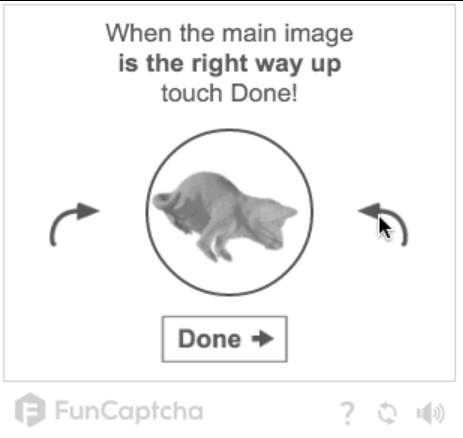 When the main image
is the right way up
touch Done!
Done
FunCaptcha
?